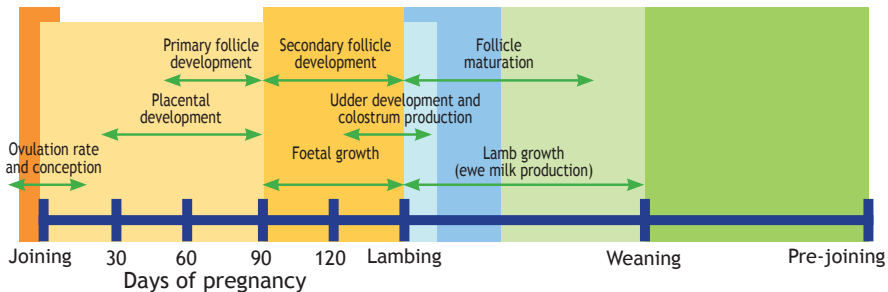 Primary follicle
development
Secondary follicle
development
Follicle
maturation
Placental
development
Udder development and
colostrum production
Ovulation rate
and conception
Foetal growth
Lamb growth
(ewe milk production)
Joining 30 60 90 120 Lambing Weaning Pre-joining
Days of pregnancy